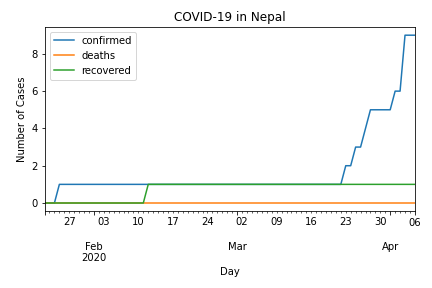 COVID-19 in Nepal
confirmed
deaths
recovered
Number of Cases
8
6
4
2
0
27 03 10 17 24 02 09 16 23 30 06
Feb Mar Apr
2020
Day